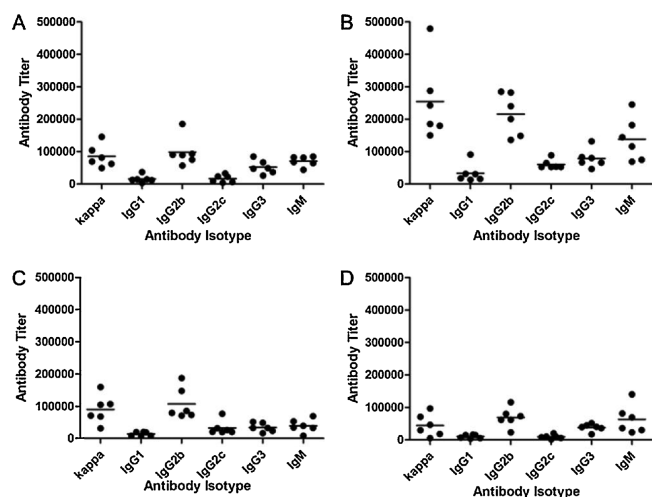 A
Antibody Titer
500000
400000
300000
200000
100000
0
kappa
IgG1
IgG2b
IgG2c
IgG3
IgM
Antibody Isotype
B
Antibody Titer
500000
400000
300000
200000
100000
0
kappa
IgG1
IgG2b
IgG2c
IgG3
IgM
Antibody Isotype
C
Antibody Titer
500000
400000
300000
200000
100000
0
kappa
IgG1
IgG2b
IgG2c
IgG3
IgM
Antibody Isotype
D
Antibody Titer
500000
400000
300000
200000
100000
0
kappa
IgG1
IgG2b
IgG2c
IgG3
IgM
Antibody Isotype